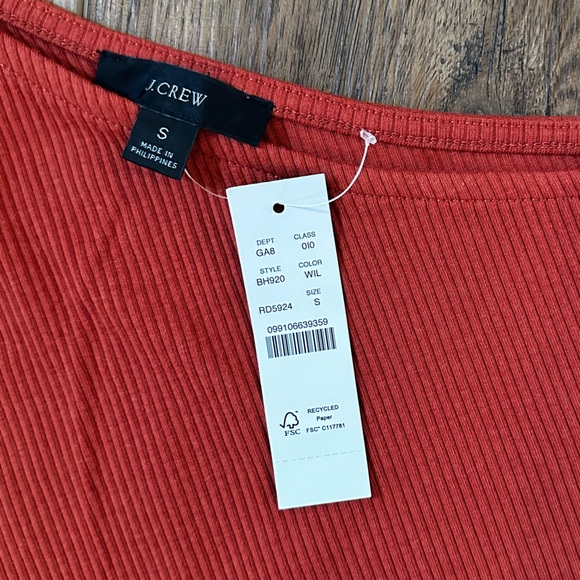 J.CREW
S
MADE IN
PHILIPPINES
DEPT CLASS
GA8 0I0
STYLE COLOR
BH920 WIL
SIZE
RD5924 S
099106639359
RECYCLED
Paper
FSC® C117781
FSC